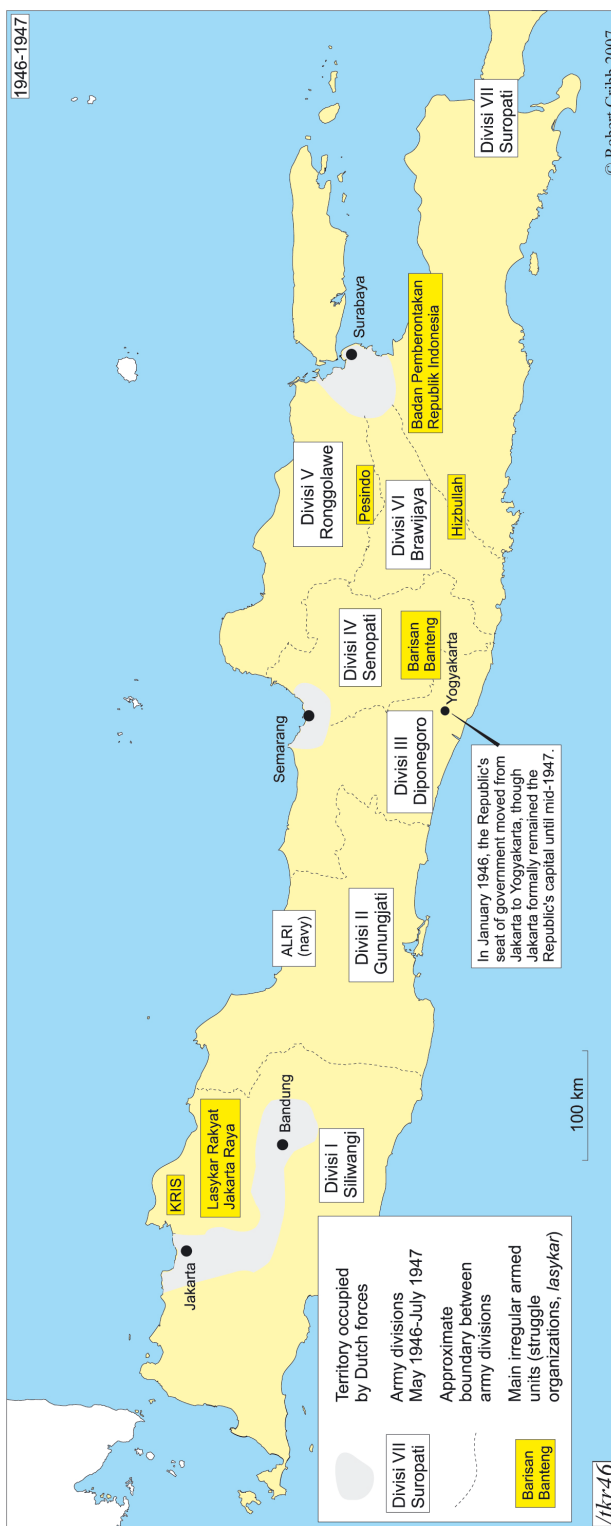 1946-1947
Jakarta
KRIS
Lasykar Rakyat
Jakarta Raya
Bandung
Divisi I
Siliwangi
ALRI
(navy)
Divisi II
Gunungjati
Semarang
Divisi III
Diponegoro
Divisi IV
Senopati
Barisan
Banteng
Yogyakarta
Divisi V
Ronggolawe
Pesindo
Divisi VI
Brawijaya
Hizbullah
Surabaya
Badan Pemberontakan
Republik Indonesia
Divisi VII
Suropati
In January 1946, the Republic's
seat of government moved from
Jakarta to Yogyakarta, though
Jakarta formally remained the
Republic's capital until mid-1947.
100 km
Territory occupied
by Dutch forces
Divisi VII
Suropati
Army divisions
May 1946-July 1947
Approximate
boundary between
army divisions
Barisan
Banteng
Main irregular armed
units (struggle
organizations, lasykar)
/tkr46
© Robert Cribb 2007